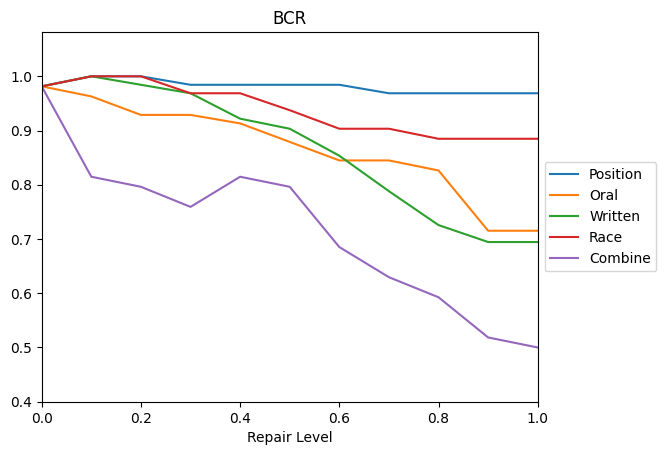 BCR
1.0
0.9
0.8
0.7
0.6
0.5
0.4
0.0 0.2 0.4 0.6 0.8 1.0
Repair Level
Position
Oral
Written
Race
Combine